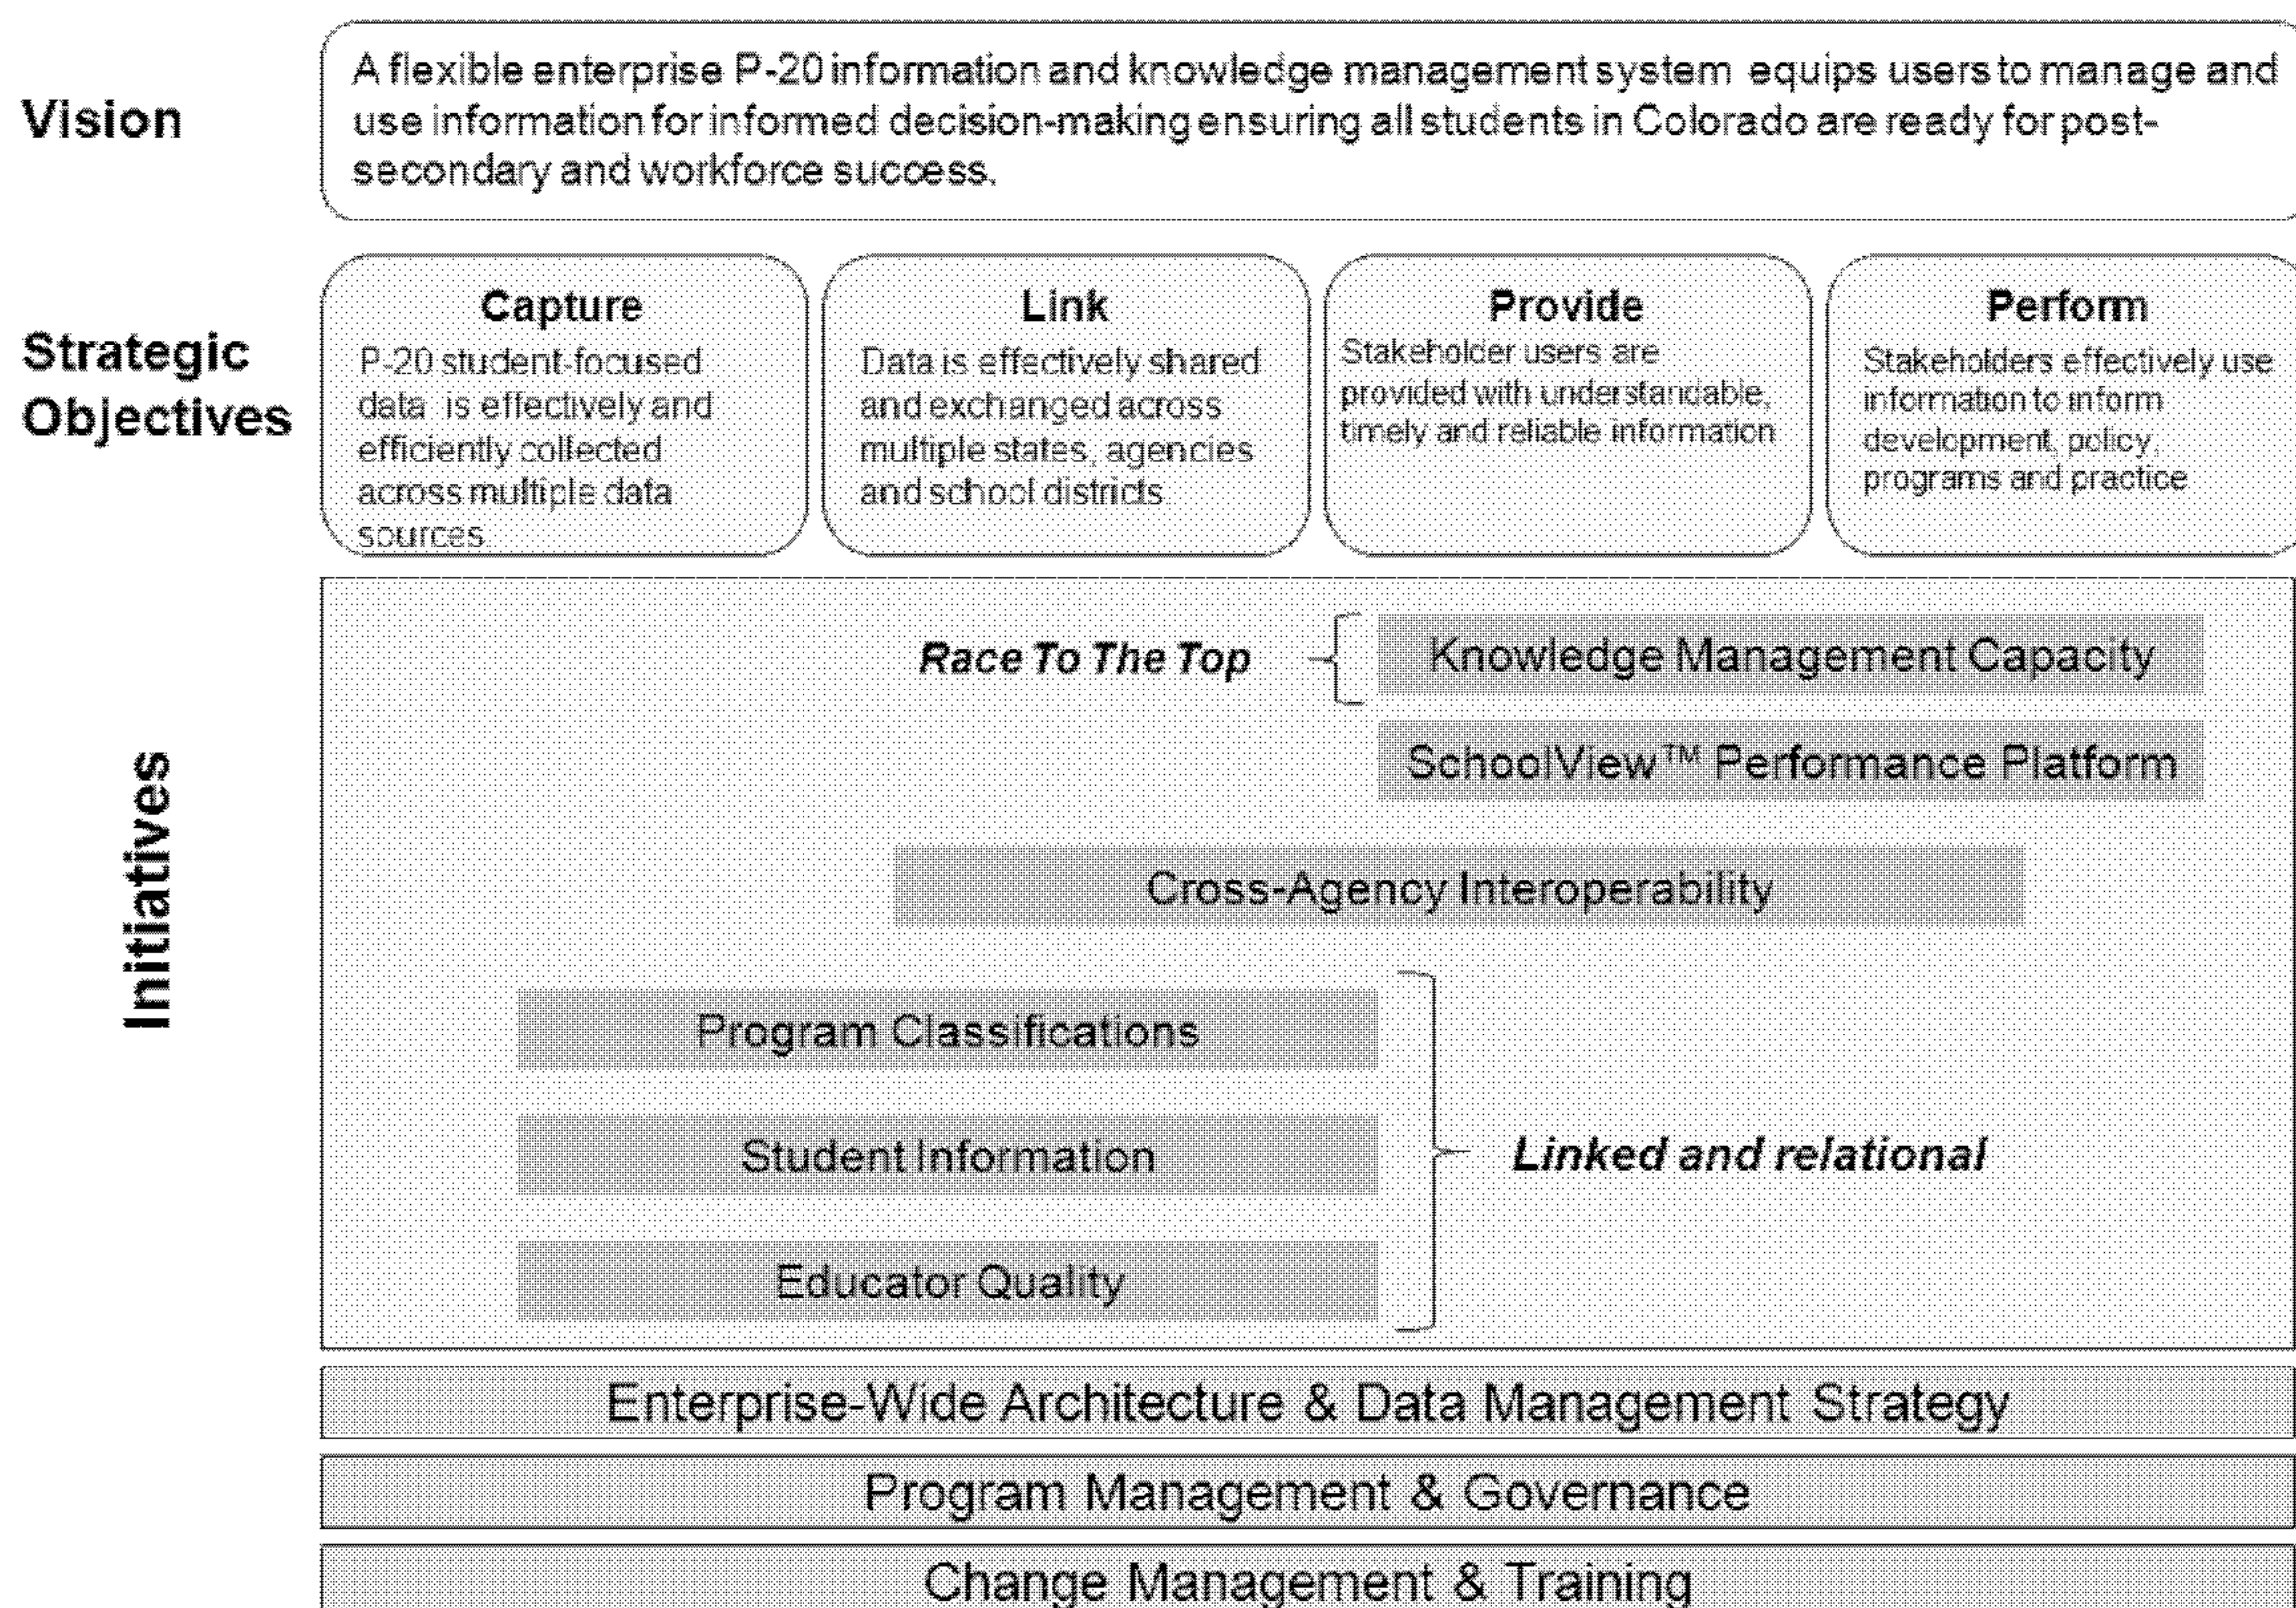 Vision
A flexible enterprise P-20 information and knowledge management system equips users to manage and
use information for informed decision-making ensuring all students in Colorado are ready for post-
secondary and workforce success.
Strategic
Objectives
Capture
P-20 student-focused
data is effectively and
efficiently collected
across multiple data
sources.
Link
Data is effectively shared
and exchanged across
multiple states, agencies
and school districts.
Provide
Stakeholder users are
provided with understandable,
timely and reliable information
Perform
Stakeholders effectively use
information to inform
development, policy,
programs and practice
Initiatives
Race To The Top
Knowledge Management Capacity
SchoolView™ Performance Platform
Cross-Agency Interoperability
Program Classifications
Student Information
Educator Quality
Linked and relational
Enterprise-Wide Architecture & Data Management Strategy
Program Management & Governance
Change Management & Training